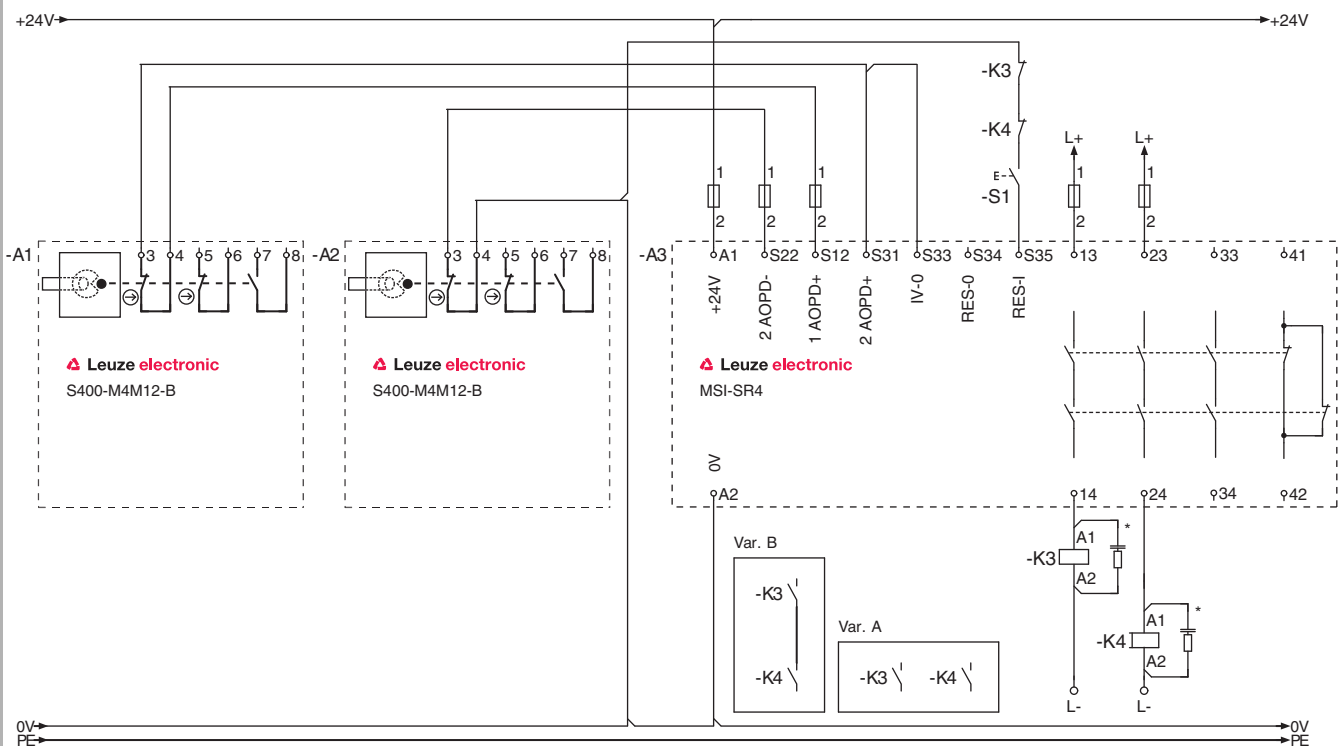 +24V +24V
-K3
-K4
L+ L+
1 1 1 1 1
E-
-S1
2 2 2 2 2
-A1 3 4 5 6 7 8 -A2 3 4 5 6 7 8 -A3 A1 S22 S12 S31 S33 S34 S35 13 23 33 41
+24V
2 AOPD-
1 AOPD+
2 AOPD+
IV-0
RES-0
RES-I
Leuze electronic Leuze electronic Leuze electronic
S400-M4M12-B S400-M4M12-B MSI-SR4
0V
A2 14 24 34 42
Var. B
A1 *
-K3
A2
-K3
Var. A
A1 *
-K4
A2
-K4 -K3 -K4
L- L-
0V 0V
PE PE